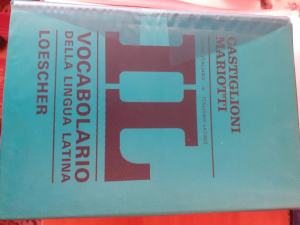 CASTIGLIONI
MARIOTTI
IL
VOCABOLARIO
DELLA LINGUA LATINA
LOESCHER